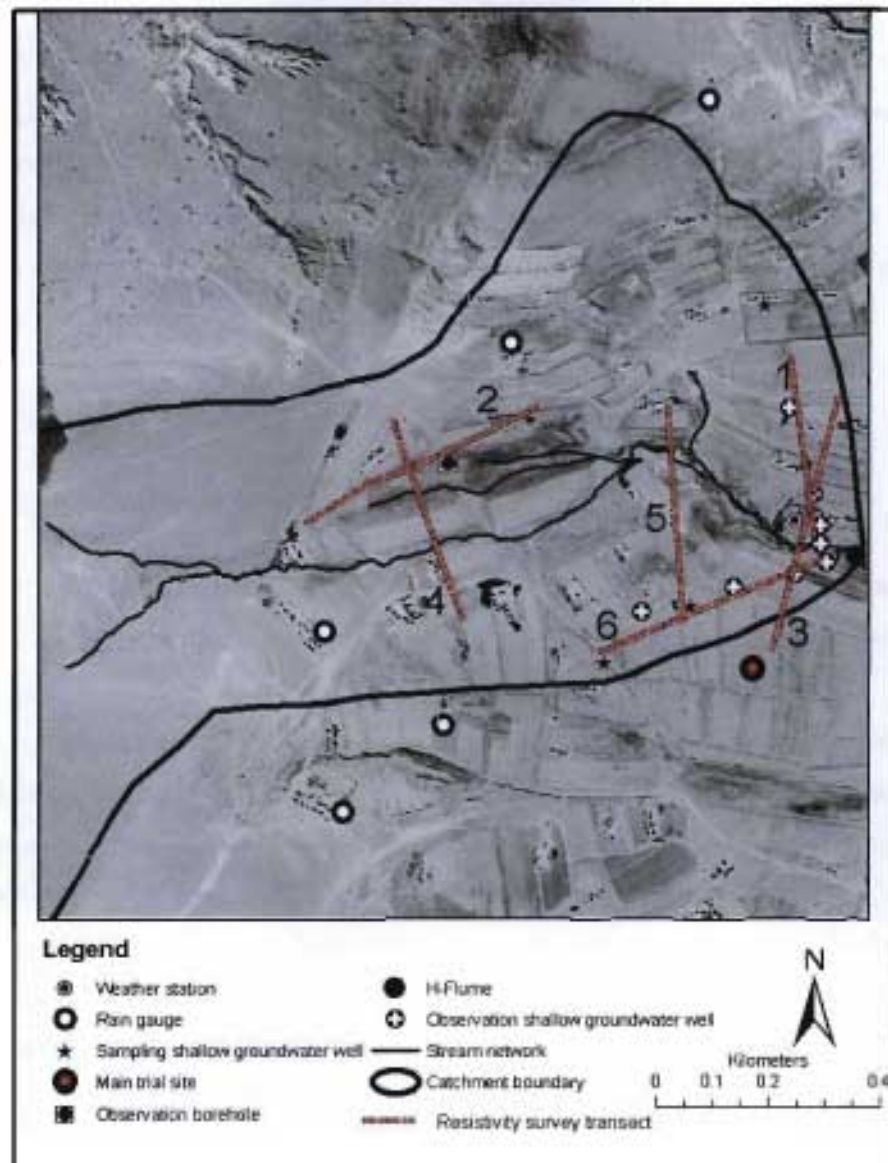 1
2
5
4
6
3
Legend
Weather station
Rain gauge
Sampling shallow groundwater well
Main trial site
Observation borehole
H-Flume
Observation shallow groundwater well
Stream network
Catchment boundary
Resistivity survey transect
N
Kilometers
0 0.1 0.2 0.4